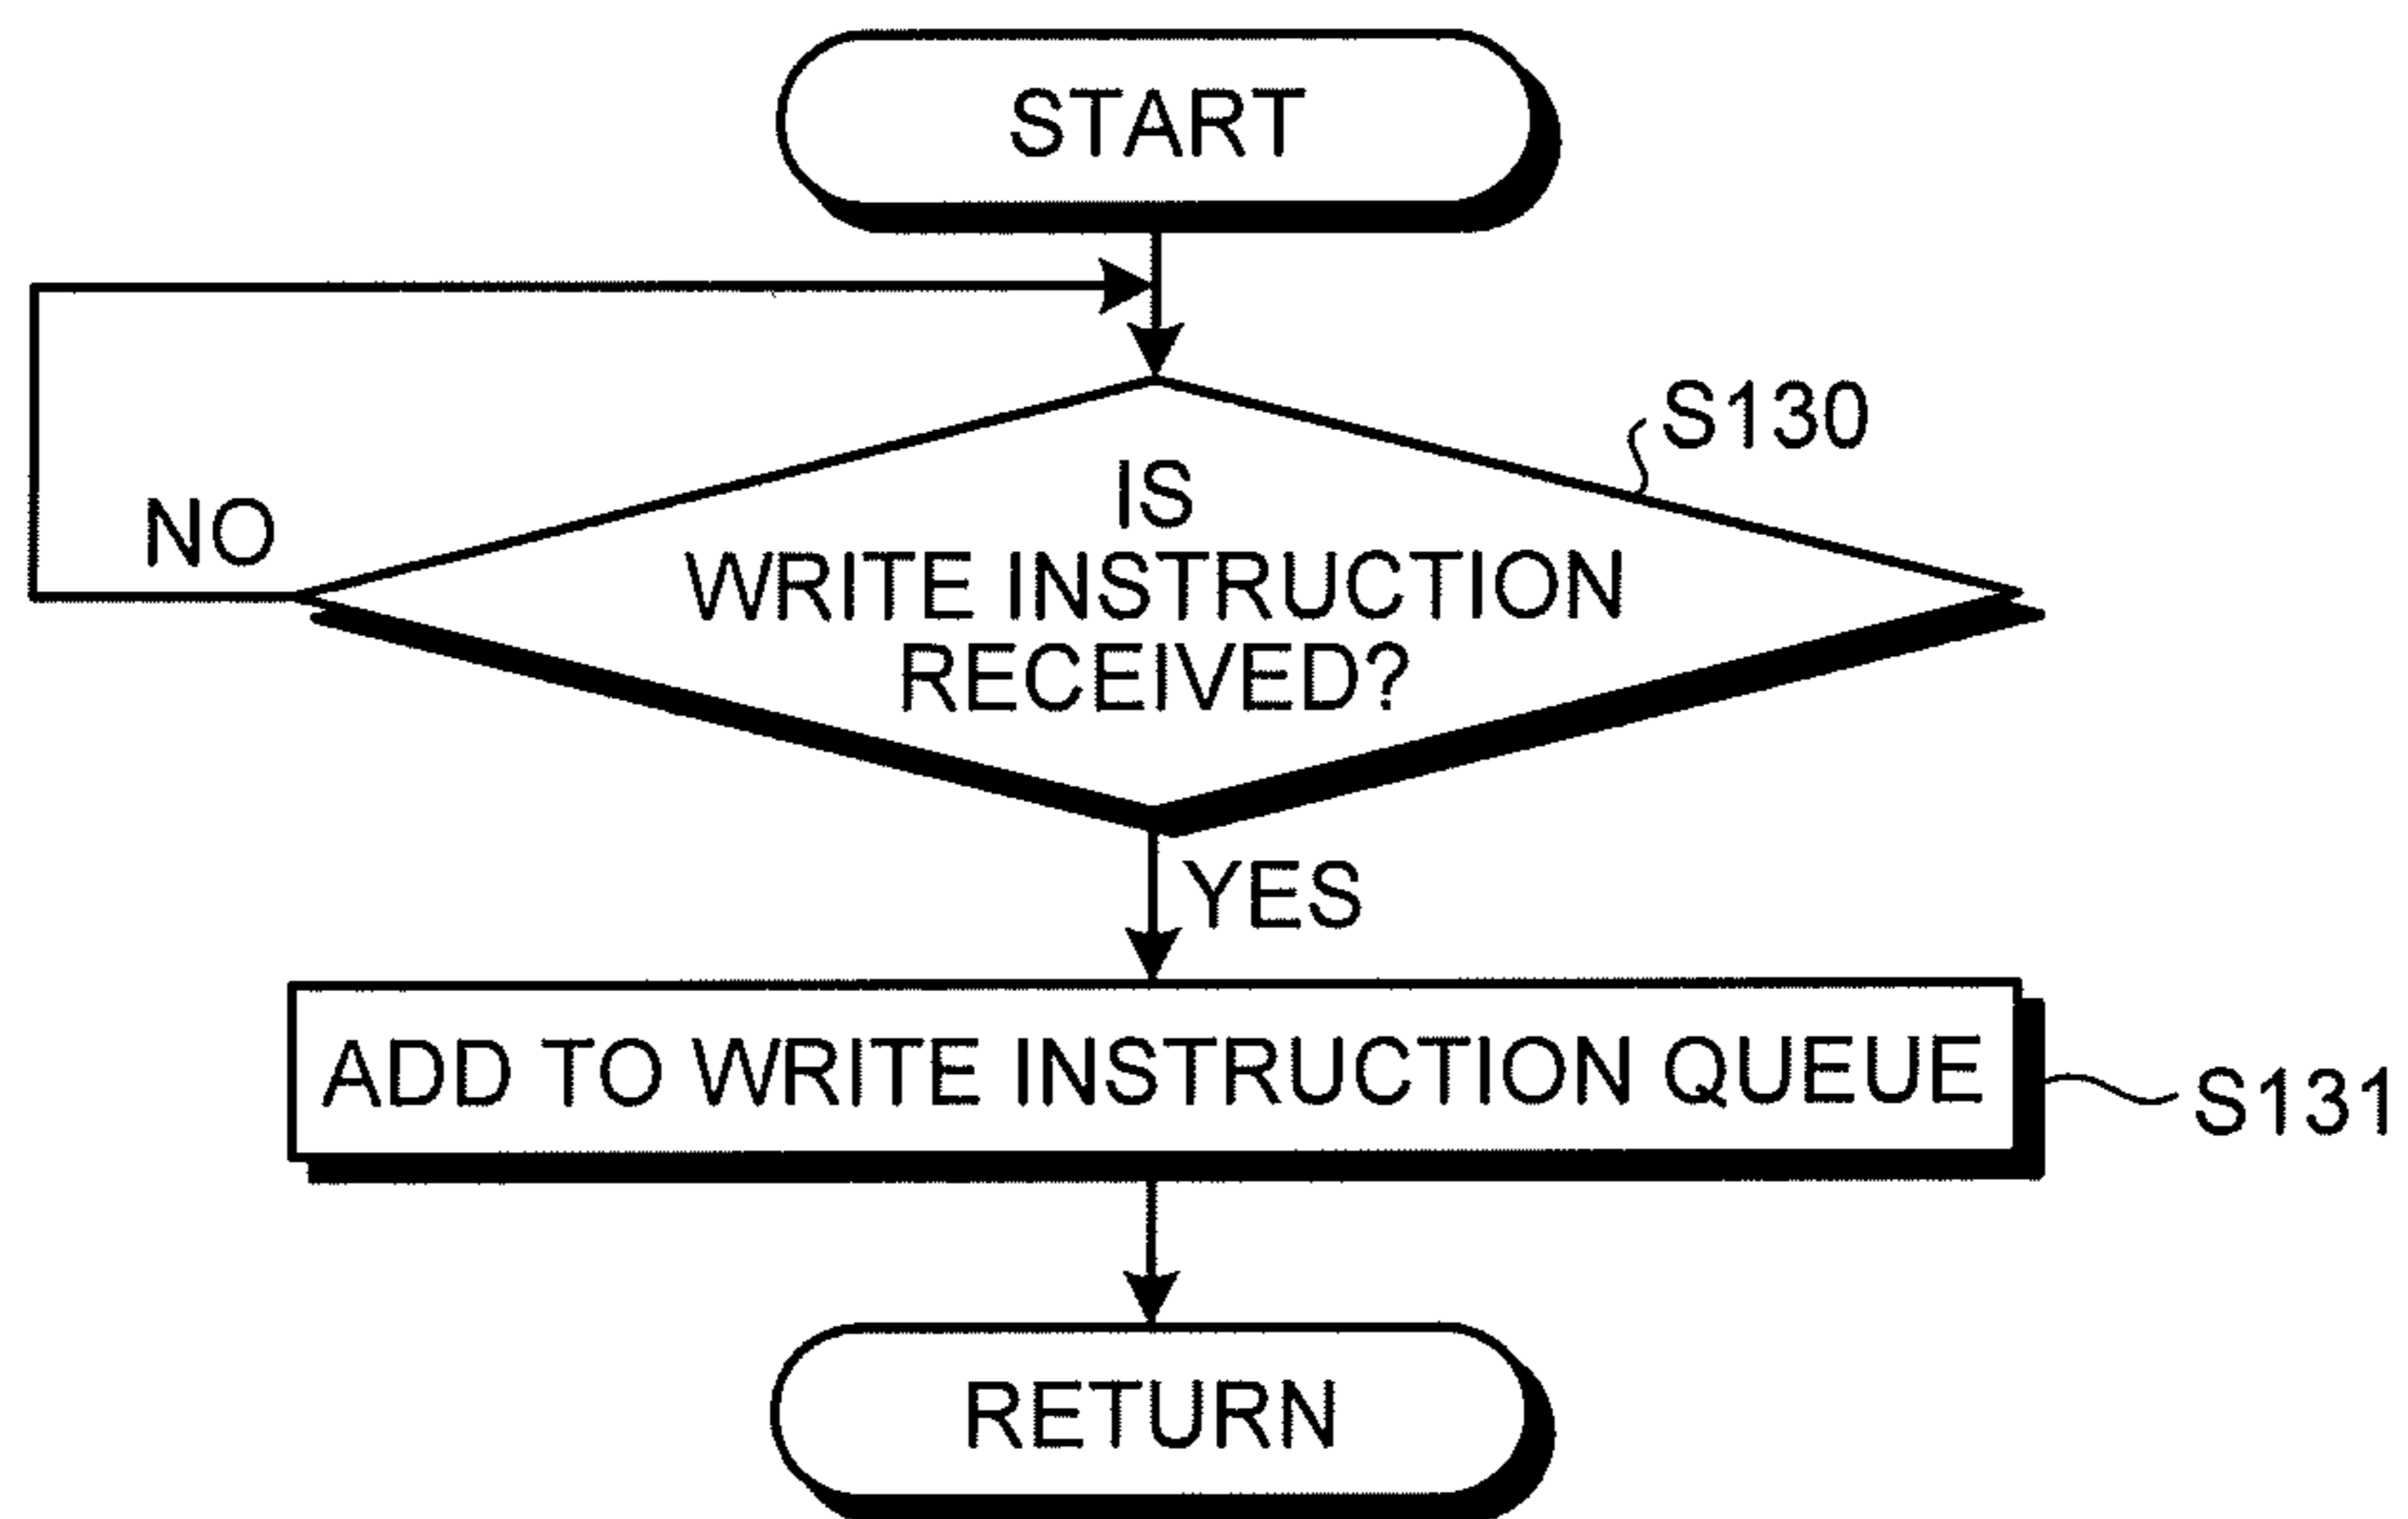 START
S130
IS
WRITE INSTRUCTION
RECEIVED?
NO
YES
ADD TO WRITE INSTRUCTION QUEUE
S131
RETURN